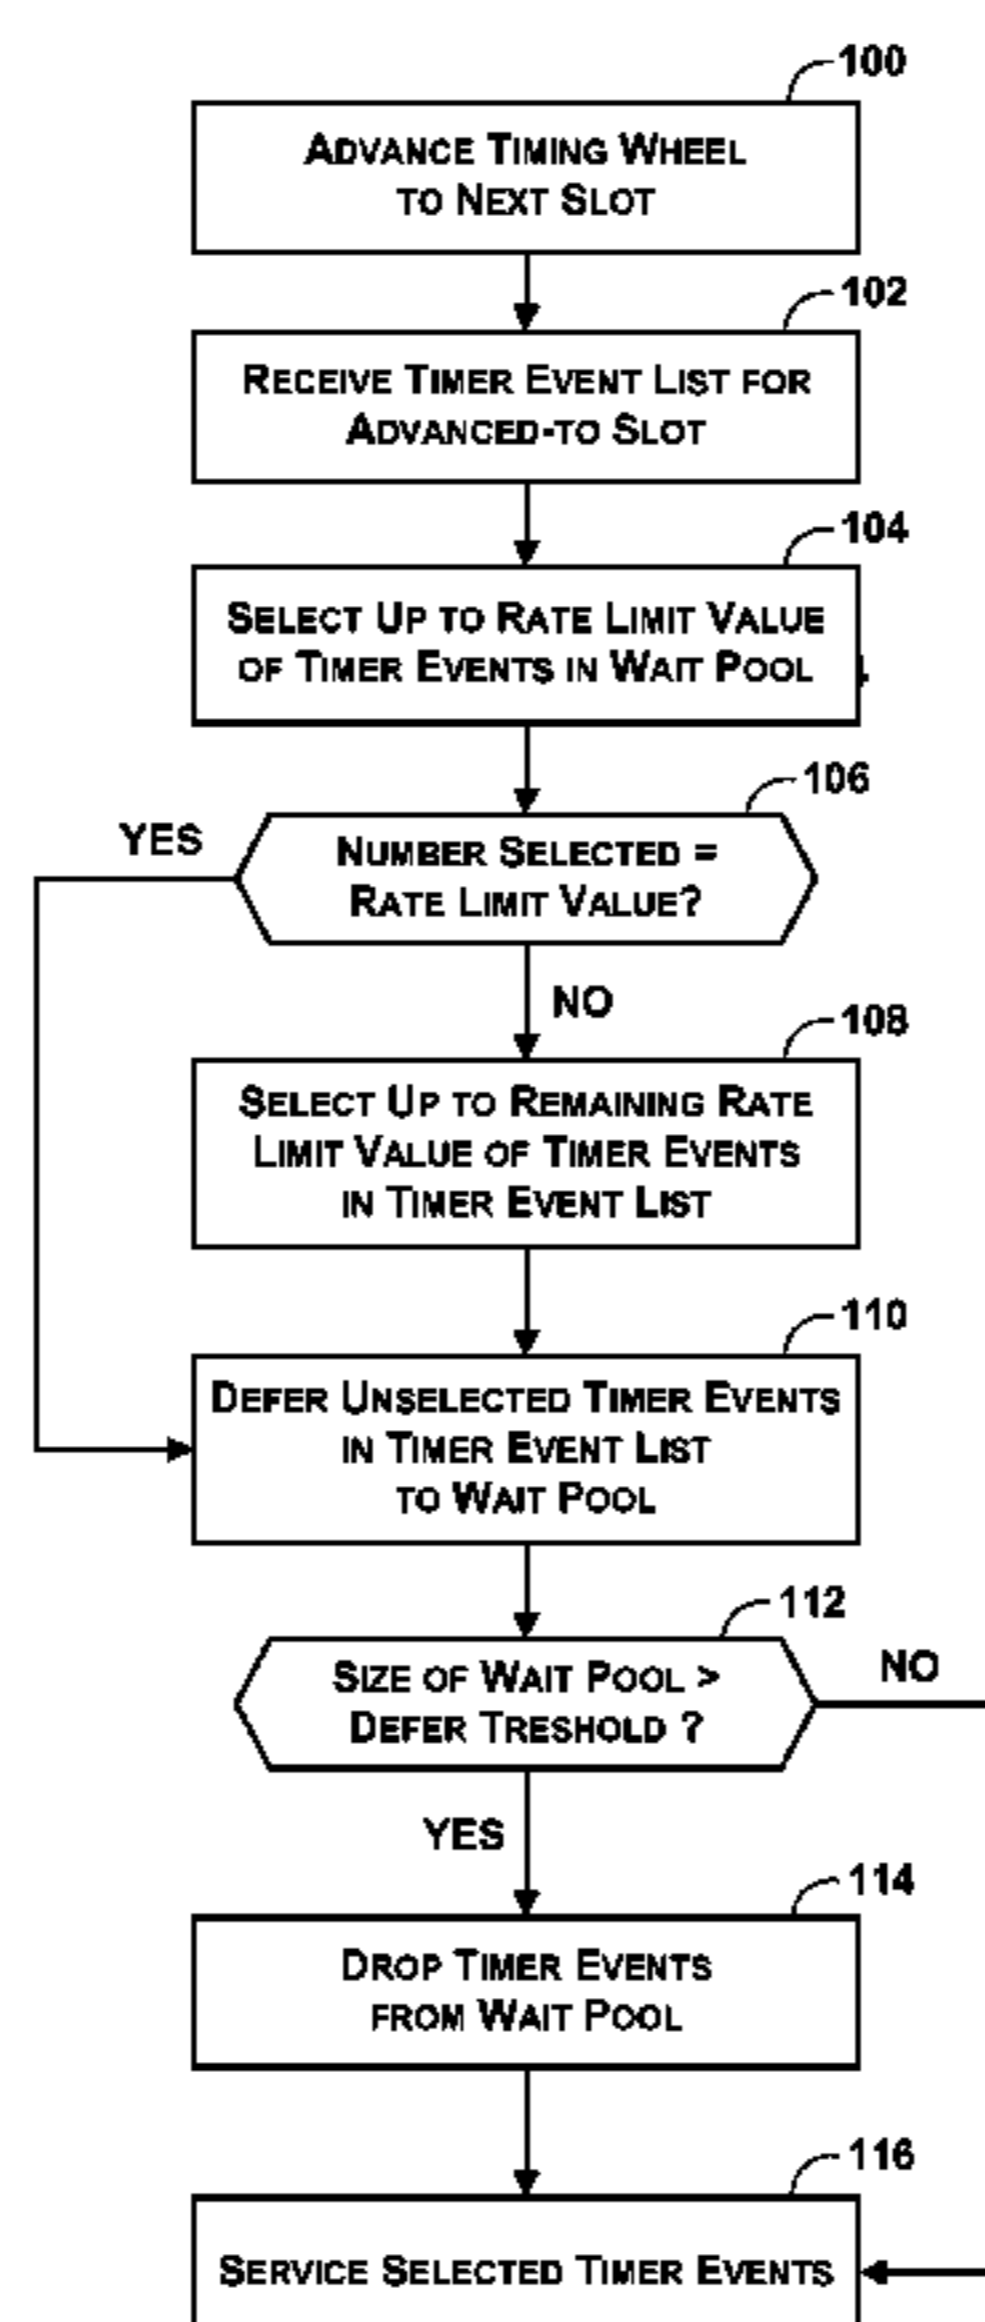 100
ADVANCE TIMING WHEEL
TO NEXT SLOT
102
RECEIVE TIMER EVENT LIST FOR
ADVANCED-TO SLOT
104
SELECT UP TO RATE LIMIT VALUE
OF TIMER EVENTS IN WAIT POOL
106
YES
NUMBER SELECTED =
RATE LIMIT VALUE?
NO
108
SELECT UP TO REMAINING RATE
LIMIT VALUE OF TIMER EVENTS
IN TIMER EVENT LIST
110
DEFER UNSELECTED TIMER EVENTS
IN TIMER EVENT LIST
TO WAIT POOL
112
SIZE OF WAIT POOL >
DEFER TRESHOLD ?
NO
YES
114
DROP TIMER EVENTS
FROM WAIT POOL
116
SERVICE SELECTED TIMER EVENTS